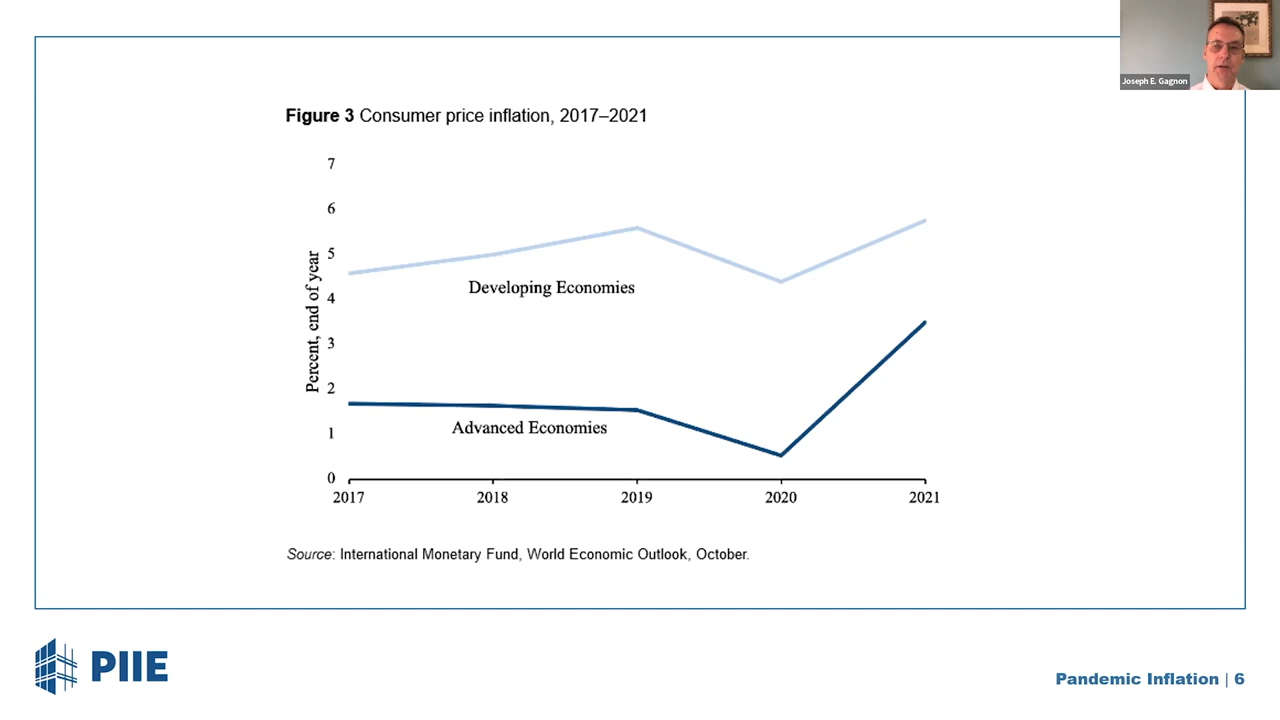 Joseph E. Gagnon
Figure 3 Consumer price inflation, 2017–2021
Percent, end of year
7
6
5
4
3
2
1
0
Developing Economies
Advanced Economies
2017 2018 2019 2020 2021
Source: International Monetary Fund, World Economic Outlook, October.
PIIE
Pandemic Inflation | 6